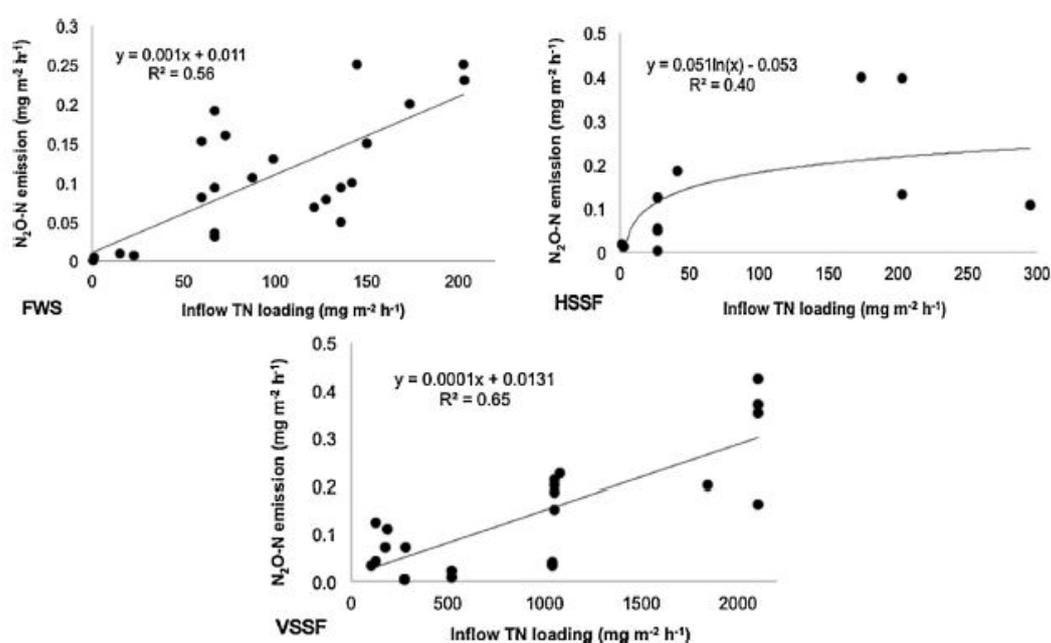 0.3
0.25
0.2
0.15
0.1
0.05
0
y = 0.001x + 0.011
R² = 0.56
N₂O-N emission (mg m⁻² h⁻¹)
0 50 100 150 200
Inflow TN loading (mg m⁻² h⁻¹)
FWS
0.5
0.4
0.3
0.2
0.1
0
y = 0.051ln(x) - 0.053
R² = 0.40
N₂O-N emission (mg m⁻² h⁻¹)
0 50 100 150 200 250 300
Inflow TN loading (mg m⁻² h⁻¹)
HSSF
0.5
0.4
0.3
0.2
0.1
0.0
y = 0.0001x + 0.0131
R² = 0.65
N₂O-N emission (mg m⁻² h⁻¹)
0 500 1000 1500 2000
Inflow TN loading (mg m⁻² h⁻¹)
VSSF